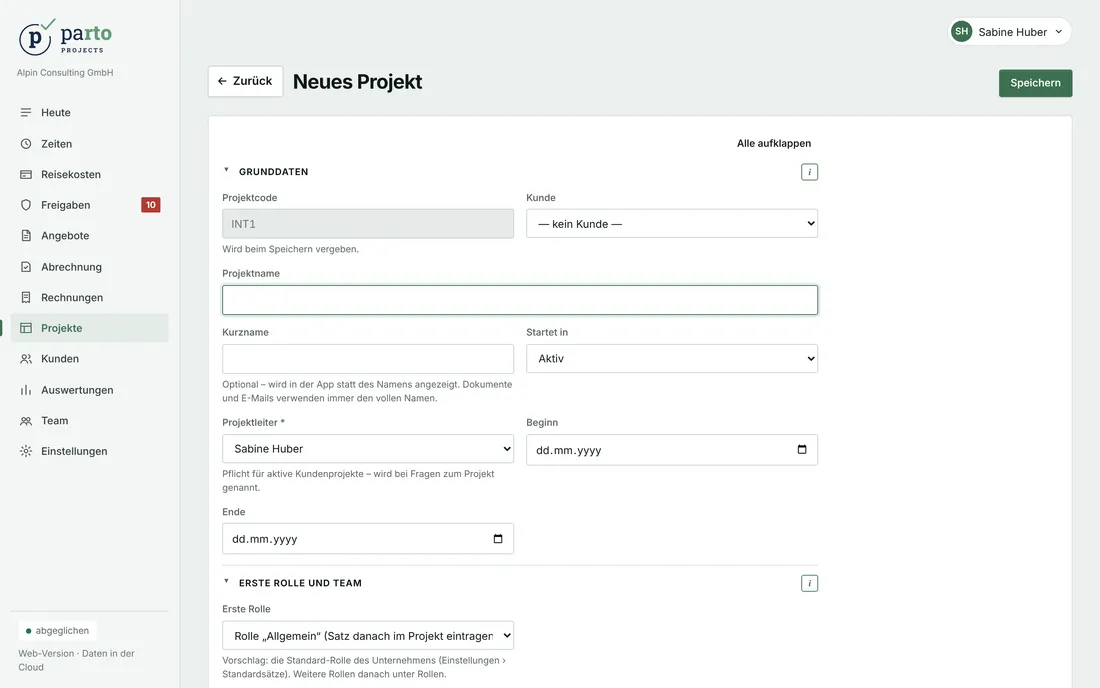 parto
PROJECTS
Alpin Consulting GmbH
Heute
Zeiten
Reisekosten
Freigaben 10
Angebote
Abrechnung
Rechnungen
Projekte
Kunden
Auswertungen
Team
Einstellungen
abgeglichen
Web-Version · Daten in der
Cloud
SH Sabine Huber
← Zurück
Neues Projekt
Speichern
Alle aufklappen
GRUNDDATEN
i
Projektcode
Kunde
INT1
— kein Kunde —
Wird beim Speichern vergeben.
Projektname
Kurzname
Startet in
Aktiv
Optional – wird in der App statt des Namens angezeigt. Dokumente
und E-Mails verwenden immer den vollen Namen.
Projektleiter *
Beginn
Sabine Huber
dd.mm.yyyy
Pflicht für aktive Kundenprojekte – wird bei Fragen zum Projekt
genannt.
Ende
dd.mm.yyyy
ERSTE ROLLE UND TEAM
i
Erste Rolle
Rolle „Allgemein“ (Satz danach im Projekt eintragen
Vorschlag: die Standard-Rolle des Unternehmens (Einstellungen ›
Standardsätze). Weitere Rollen danach unter Rollen.